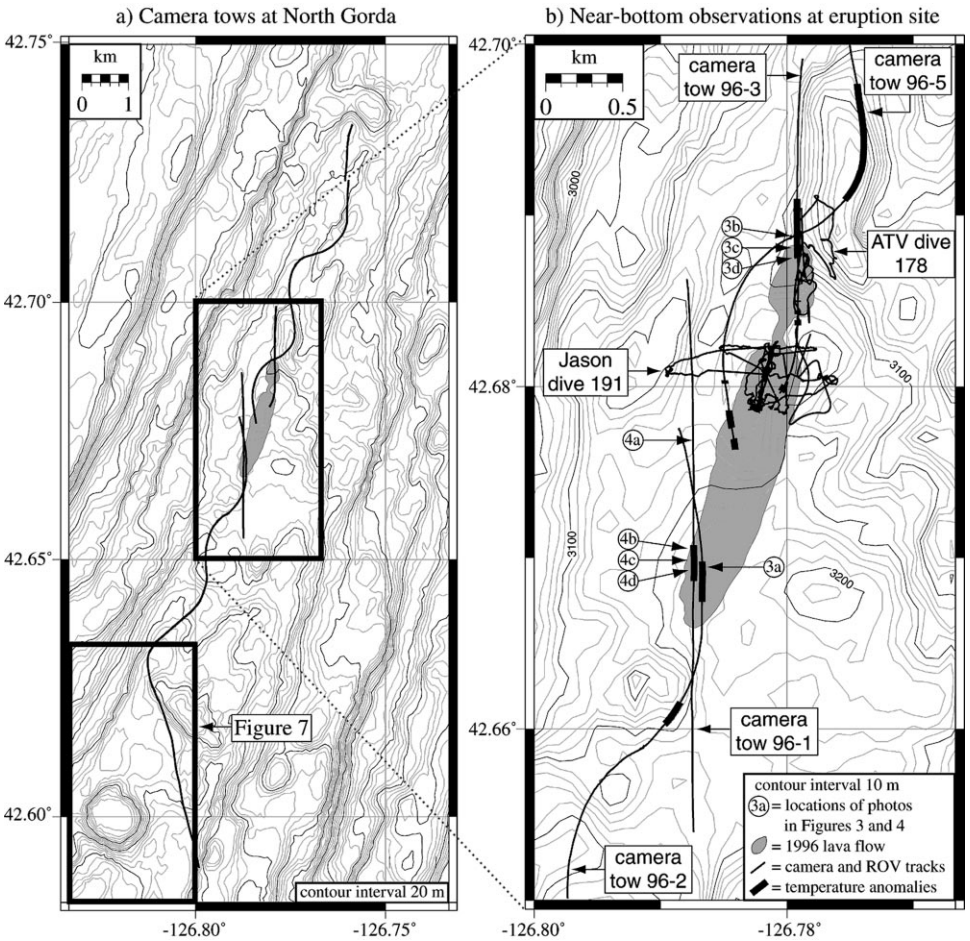 a) Camera tows at North Gorda
km
0 1
42.75°
42.70°
42.65°
42.60°
-126.80°
-126.75°
Figure 7
contour interval 20 m
b) Near-bottom observations at eruption site
km
0 0.5
42.70°
42.68°
42.66°
-126.80°
-126.78°
camera
tow 96-3
camera
tow 96-5
3000
3b
3c
3d
ATV dive
178
Jason
dive 191
3100
4a
3100
4b
4c
4d
3a
3200
camera
tow 96-1
camera
tow 96-2
contour interval 10 m
3a = locations of photos
in Figures 3 and 4
= 1996 lava flow
= camera and ROV tracks
= temperature anomalies